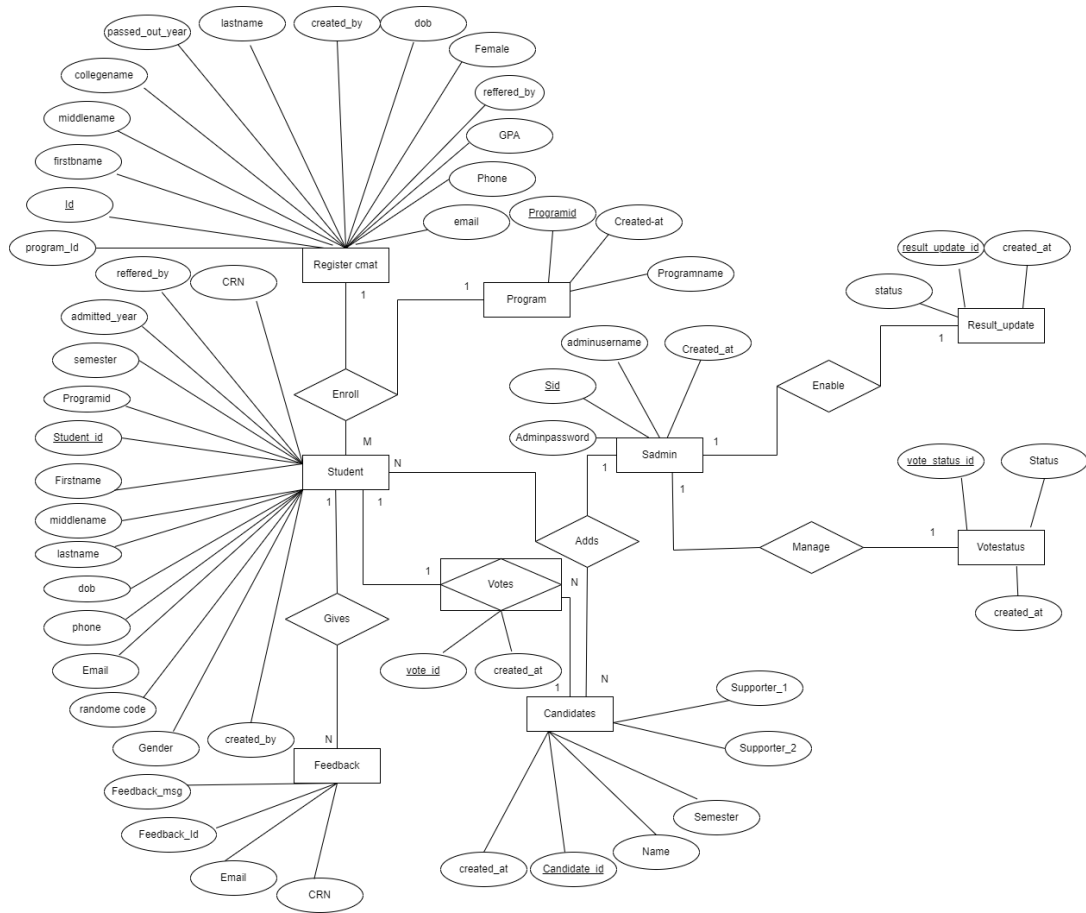 lastname
created_by
dob
passed_out_year
Female
collegename
reffered_by
middlename
GPA
firstbname
Phone
Id
email
program_Id
Register cmat
1
Programid
Created-at
Programname
1
Program
result_update_id
created_at
status
Result_update
1
reffered_by
CRN
admitted_year
semester
Programid
Student_id
Firstname
middlename
lastname
dob
phone
Email
randome code
Gender
created_by
Enroll
M
N
Student
1
1
adminusername
Created_at
Sid
Adminpassword
Sadmin
1
1
1
Enable
vote_status_id
Status
Manage
1
Votestatus
created_at
Adds
1
Votes
N
Gives
vote_id
created_at
1
N
Candidates
Supporter_1
Supporter_2
Semester
Name
Candidate_id
created_at
N
Feedback
Feedback_msg
Feedback_Id
Email
CRN